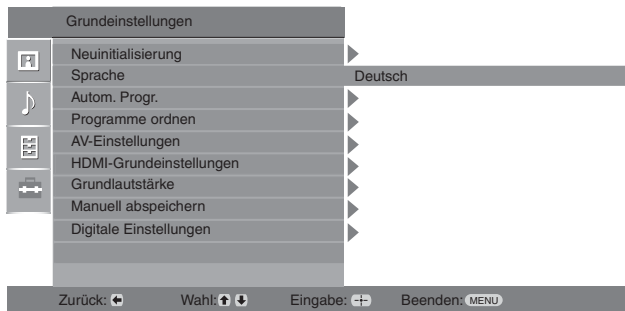 Grundeinstellungen
Neuinitialisierung
Sprache Deutsch
Autom. Progr.
Programme ordnen
AV-Einstellungen
HDMI-Grundeinstellungen
Grundlautstärke
Manuell abspeichern
Digitale Einstellungen
Zurück: Wahl: Eingabe: Beenden: MENU